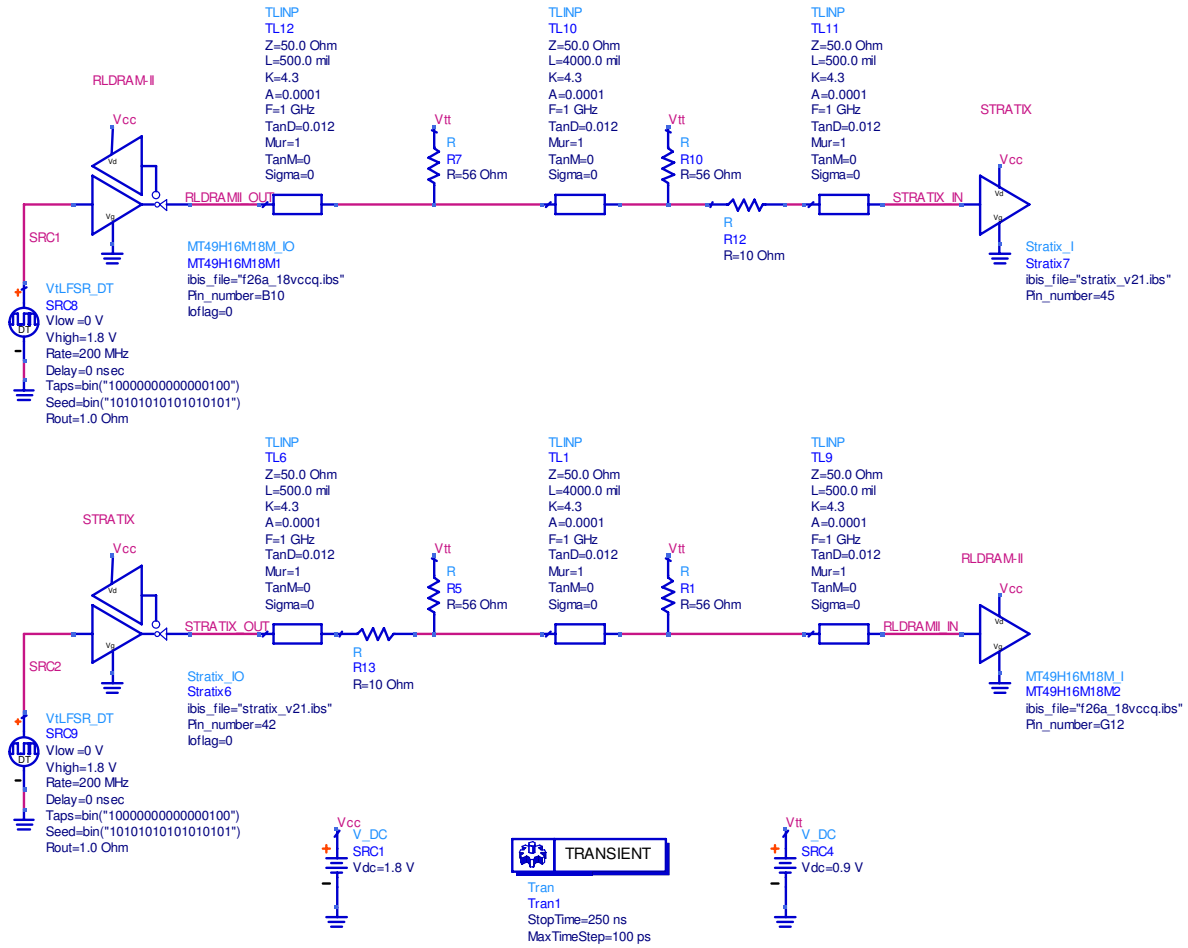 TLINP
TL12
Z=50.0 Ohm
L=500.0 mil
K=4.3
A=0.0001
F=1 GHz
TanD=0.012
Mur=1
TanM=0
Sigma=0
TLINP
TL10
Z=50.0 Ohm
L=4000.0 mil
K=4.3
A=0.0001
F=1 GHz
TanD=0.012
Mur=1
TanM=0
Sigma=0
TLINP
TL11
Z=50.0 Ohm
L=500.0 mil
K=4.3
A=0.0001
F=1 GHz
TanD=0.012
Mur=1
TanM=0
Sigma=0
RLDRAM-II
Vcc
Vd
Vg
RLDRAMII_OUT
Vtt
R
R7
R=56 Ohm
Vtt
R
R10
R=56 Ohm
R
R12
R=10 Ohm
STRATIX
Vcc
STRATIX_IN
Vd
Vg
SRC1
MT49H16M18M_IO
MT49H16M18M1
ibis_file="f26a_18vccq.ibs"
Pin_number=B10
Ioflag=0
Stratix_I
Stratix7
ibis_file="stratix_v21.ibs"
Pin_number=45
+
DT
-
VtLFSR_DT
SRC8
Vlow =0 V
Vhigh=1.8 V
Rate=200 MHz
Delay=0 nsec
Taps=bin("10000000000000100")
Seed=bin("10101010101010101")
Rout=1.0 Ohm
TLINP
TL6
Z=50.0 Ohm
L=500.0 mil
K=4.3
A=0.0001
F=1 GHz
TanD=0.012
Mur=1
TanM=0
Sigma=0
TLINP
TL1
Z=50.0 Ohm
L=4000.0 mil
K=4.3
A=0.0001
F=1 GHz
TanD=0.012
Mur=1
TanM=0
Sigma=0
TLINP
TL9
Z=50.0 Ohm
L=500.0 mil
K=4.3
A=0.0001
F=1 GHz
TanD=0.012
Mur=1
TanM=0
Sigma=0
STRATIX
Vcc
Vd
Vg
STRATIX_OUT
R
R13
R=10 Ohm
Vtt
R
R5
R=56 Ohm
Vtt
R
R1
R=56 Ohm
RLDRAM-II
Vcc
RLDRAMII_IN
Vd
Vg
SRC2
Stratix_IO
Stratix6
ibis_file="stratix_v21.ibs"
Pin_number=42
Ioflag=0
MT49H16M18M_I
MT49H16M18M2
ibis_file="f26a_18vccq.ibs"
Pin_number=G12
+
DT
-
VtLFSR_DT
SRC9
Vlow =0 V
Vhigh=1.8 V
Rate=200 MHz
Delay=0 nsec
Taps=bin("10000000000000100")
Seed=bin("10101010101010101")
Rout=1.0 Ohm
Vcc
+
-
V_DC
SRC1
Vdc=1.8 V
TRANSIENT
Tran
Tran1
StopTime=250 ns
MaxTimeStep=100 ps
Vtt
+
-
V_DC
SRC4
Vdc=0.9 V